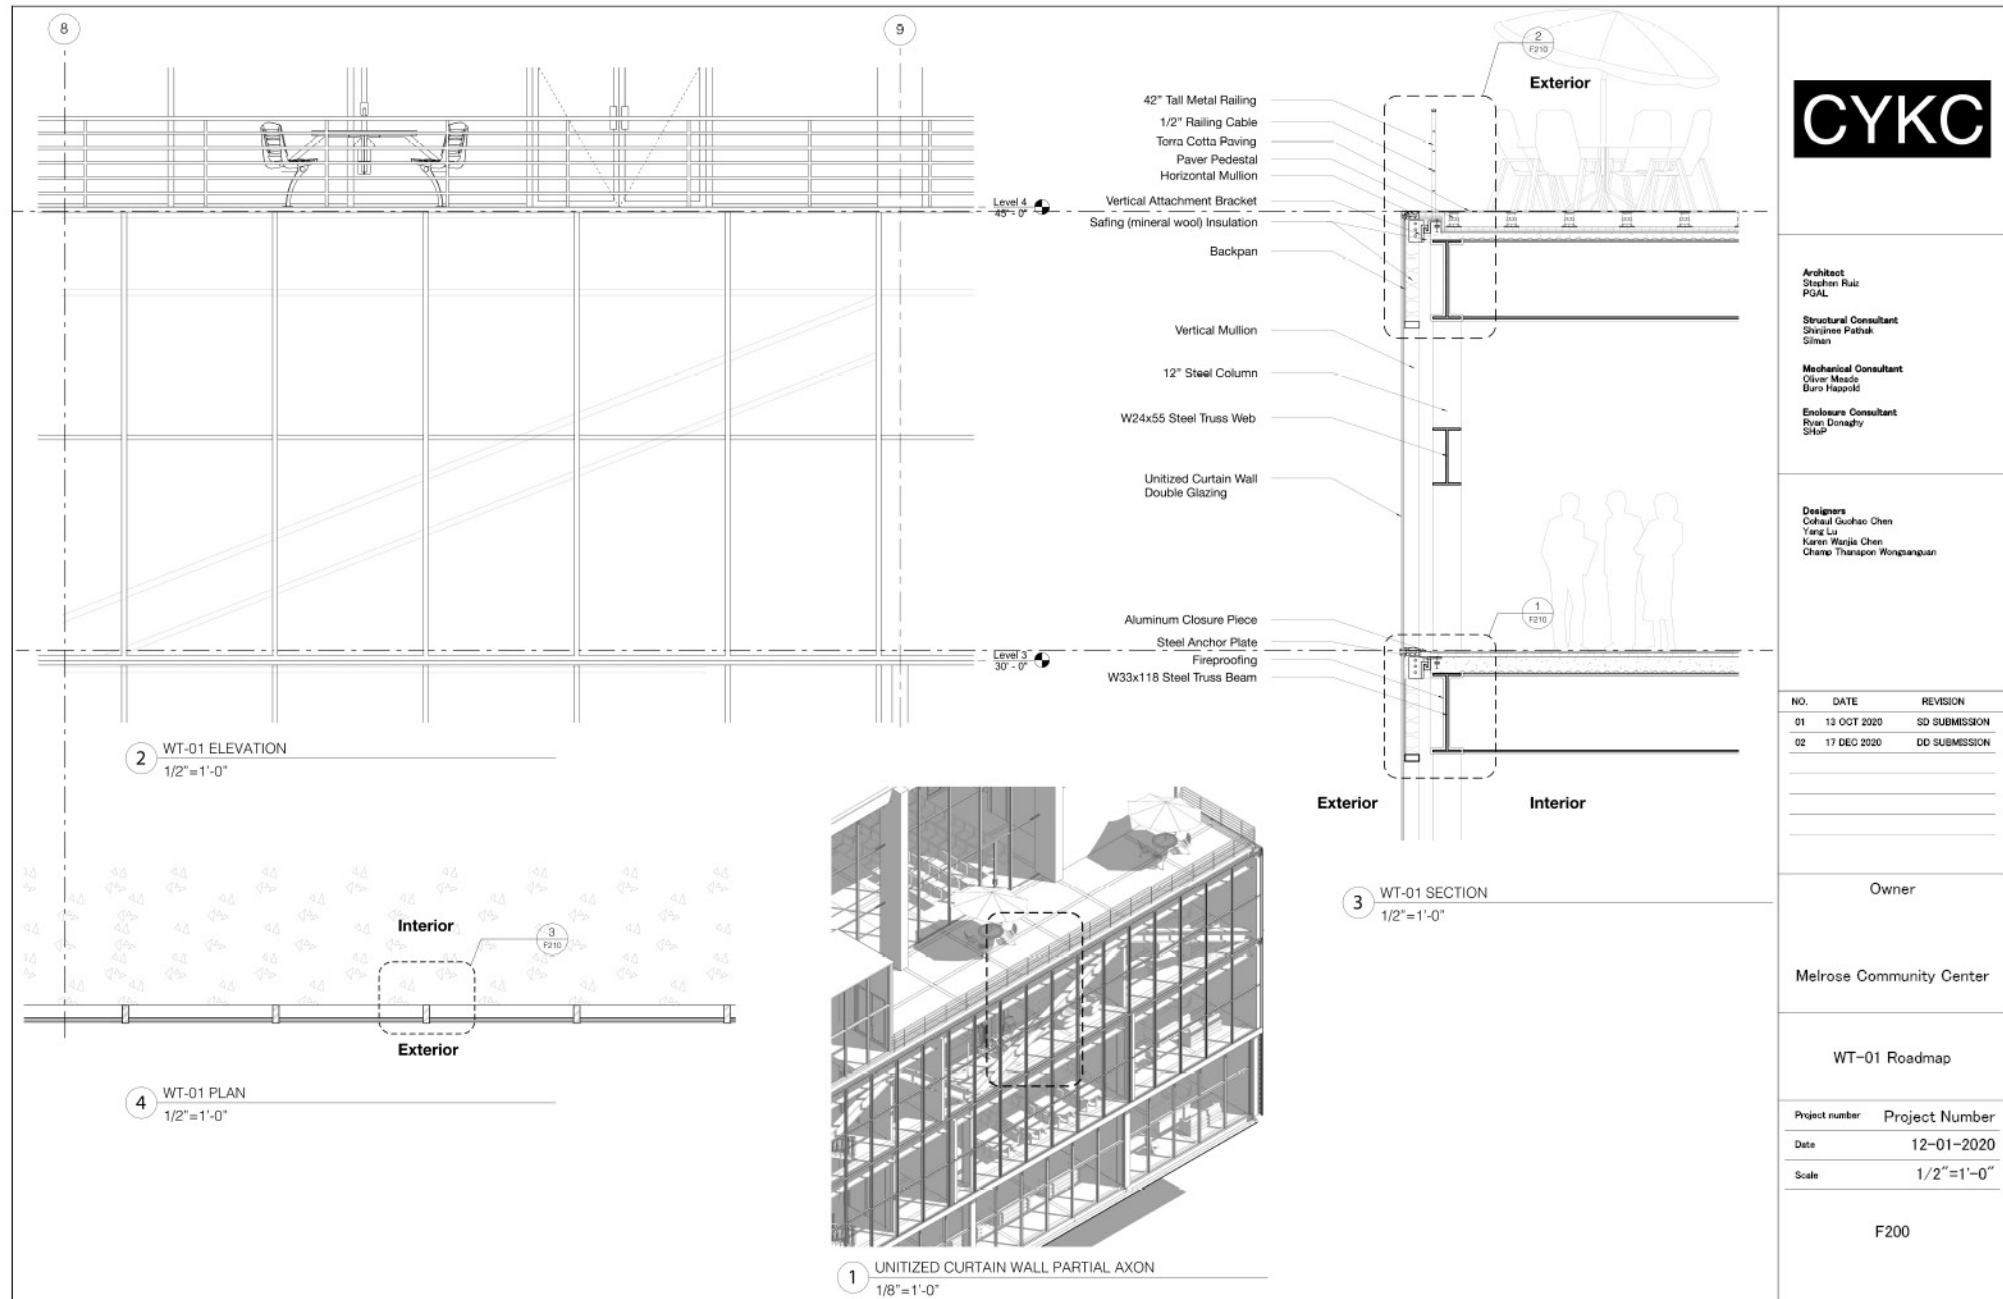 8
9
2
F210
Exterior
42" Tall Metal Railing
1/2" Railing Cable
Terra Cotta Paving
Paver Pedestal
Horizontal Mullion
Vertical Attachment Bracket
Safing (mineral wool) Insulation
Backpan
Level 4
45' - 0"
Vertical Mullion
12" Steel Column
W24x55 Steel Truss Web
Unitized Curtain Wall
Double Glazing
1
F210
Aluminum Closure Piece
Steel Anchor Plate
Fireproofing
W33x118 Steel Truss Beam
Level 3
30' - 0"
Exterior
Interior
2
WT-01 ELEVATION
1/2"=1'-0"
3
WT-01 SECTION
1/2"=1'-0"
Interior
3
F210
Exterior
4
WT-01 PLAN
1/2"=1'-0"
1
UNITIZED CURTAIN WALL PARTIAL AXON
1/8"=1'-0"
CYKC
Architect
Stephen Ruiz
PGAL
Structural Consultant
Shinjinee Pathak
Silman
Mechanical Consultant
Oliver Meade
Buro Happold
Enclosure Consultant
Ryan Donaghy
SHoP
Designers
Cohaul Guohao Chen
Yang Lu
Karen Wanjia Chen
Champ Thanapon Wongsanguan
NO. DATE REVISION
01 13 OCT 2020 SD SUBMISSION
02 17 DEC 2020 DD SUBMISSION
Owner
Melrose Community Center
WT-01 Roadmap
Project number Project Number
Date 12-01-2020
Scale 1/2"=1'-0"
F200